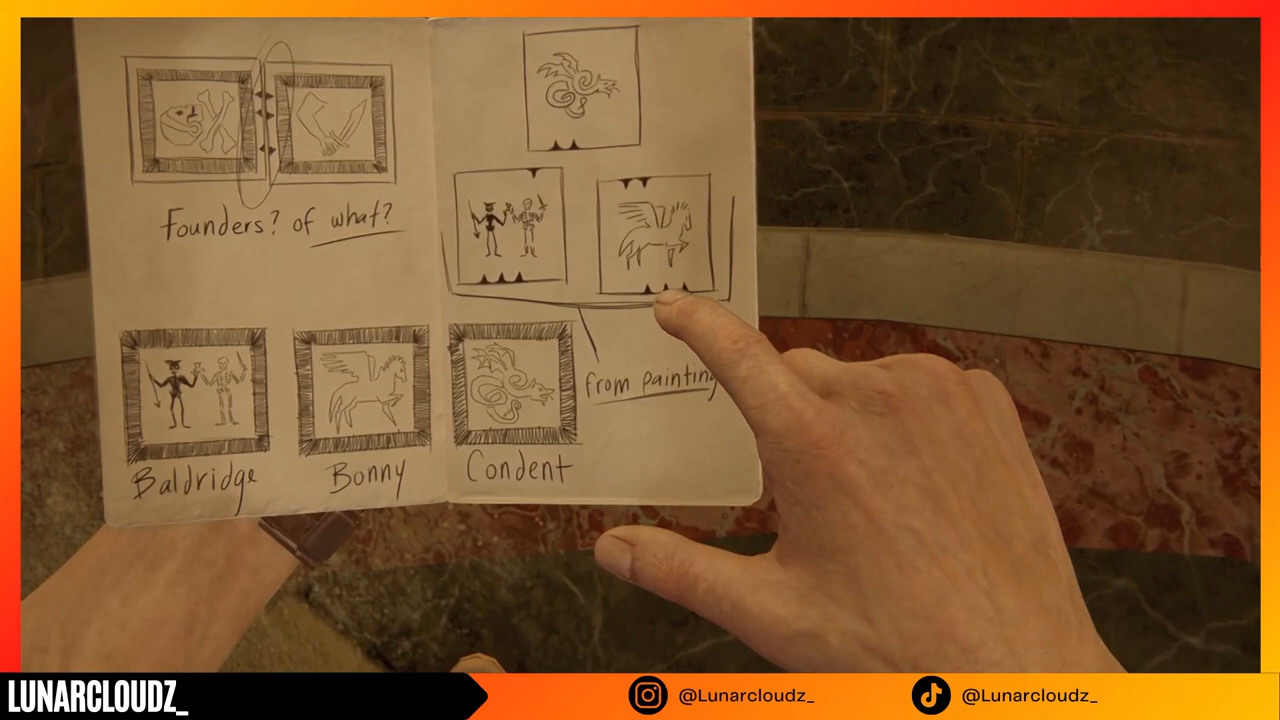 Founders? of what?
from painting
Baldridge
Bonny
Condent
LUNARCLOUDZ_
@Lunarcloudz_
@Lunarcloudz_